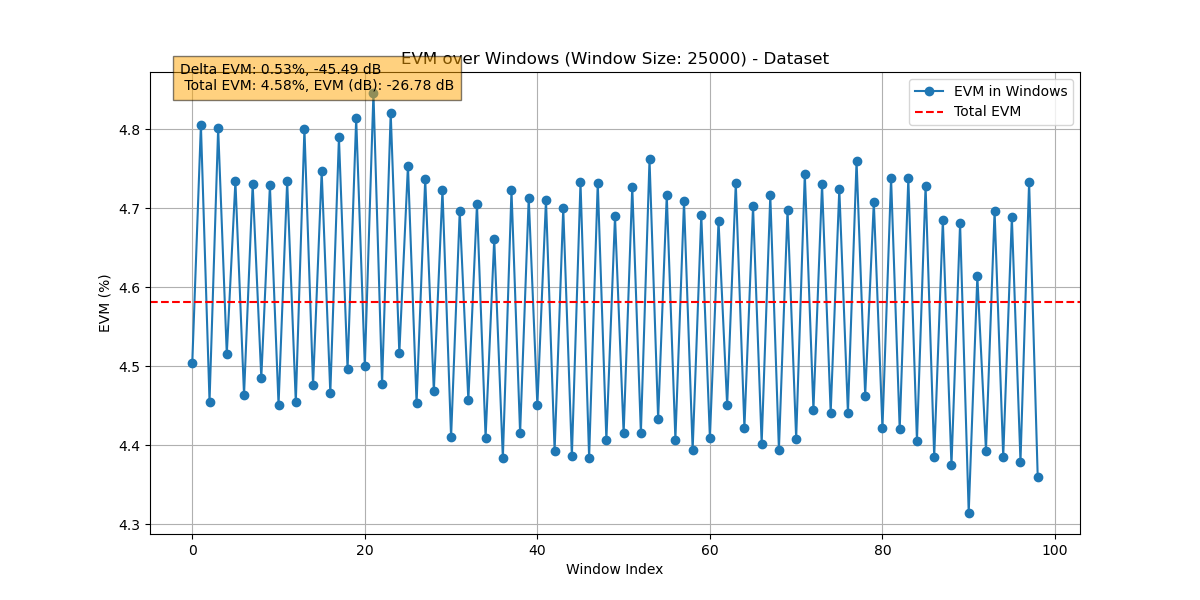 EVM over Windows (Window Size: 25000) - Dataset
Delta EVM: 0.53%, -45.49 dB
Total EVM: 4.58%, EVM (dB): -26.78 dB
EVM in Windows
Total EVM
4.8
4.7
4.6
4.5
4.4
4.3
EVM (%)
0 20 40 60 80 100
Window Index